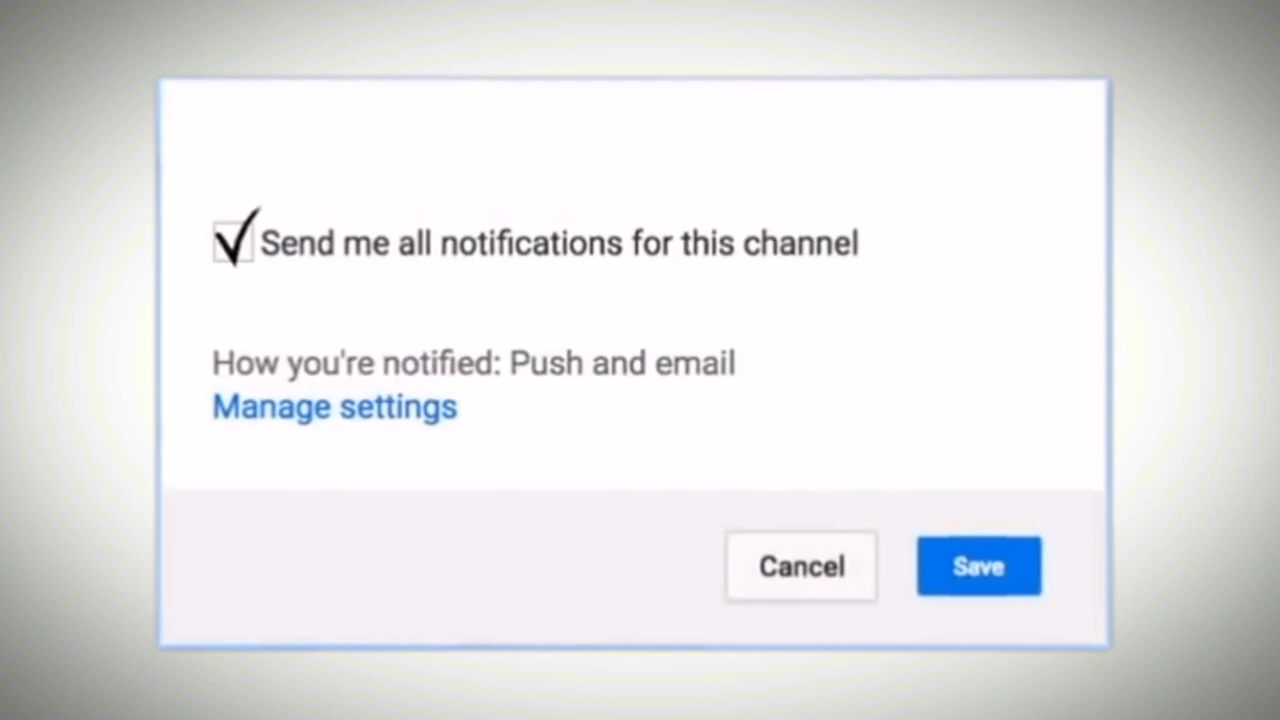 Send me all notifications for this channel
How you're notified: Push and email
Manage settings
Cancel
Save